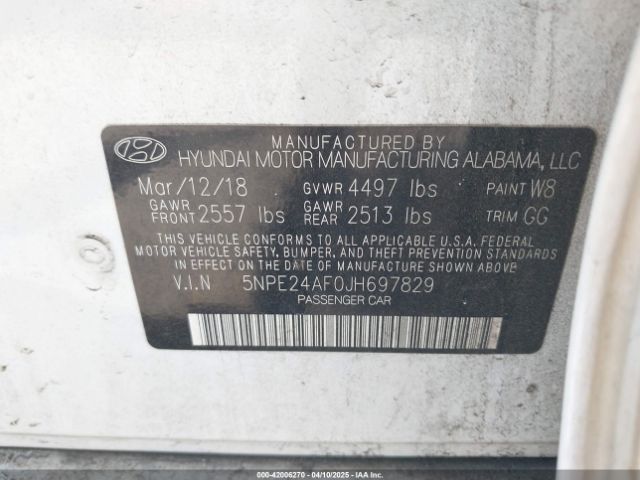 MANUFACTURED BY
HYUNDAI MOTOR MANUFACTURING ALABAMA, LLC
Mar/12/18 GVWR 4497 lbs PAINT W8
GAWR FRONT 2557 lbs GAWR REAR 2513 lbs TRIM GG
THIS VEHICLE CONFORMS TO ALL APPLICABLE U.S.A. FEDERAL
MOTOR VEHICLE SAFETY, BUMPER, AND THEFT PREVENTION STANDARDS
IN EFFECT ON THE DATE OF MANUFACTURE SHOWN ABOVE
V.I.N 5NPE24AF0JH697829
PASSENGER CAR
000-42006270 - 04/10/2025 - IAAI.COM